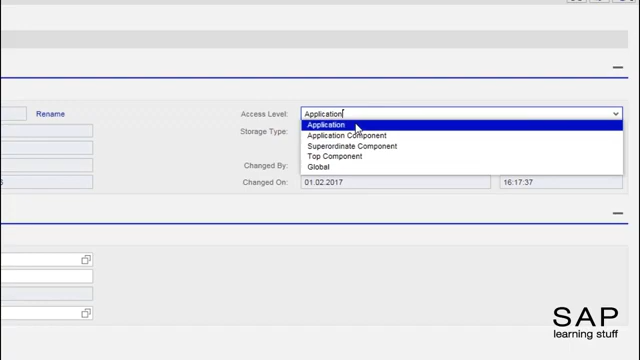 Rename
Access Level:
Application
Application
Storage Type:
Application Component
Superordinate Component
Top Component
Changed By:
Global
Changed On:
01.02.2017
16:17:37
SAP
learning stuff